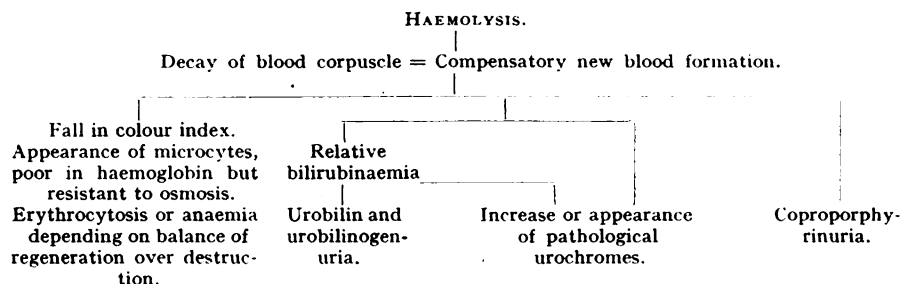 HAEMOLYSIS.
Decay of blood corpuscle = Compensatory new blood formation.
Fall in colour index.
Appearance of microcytes,
poor in haemoglobin but
resistant to osmosis.
Erythrocytosis or anaemia
depending on balance of
regeneration over destruc-
tion.
Relative
bilirubinaemia
Urobilin and
urobilinogen-
uria.
Increase or appearance
of pathological
urochromes.
Coproporphy-
rinuria.